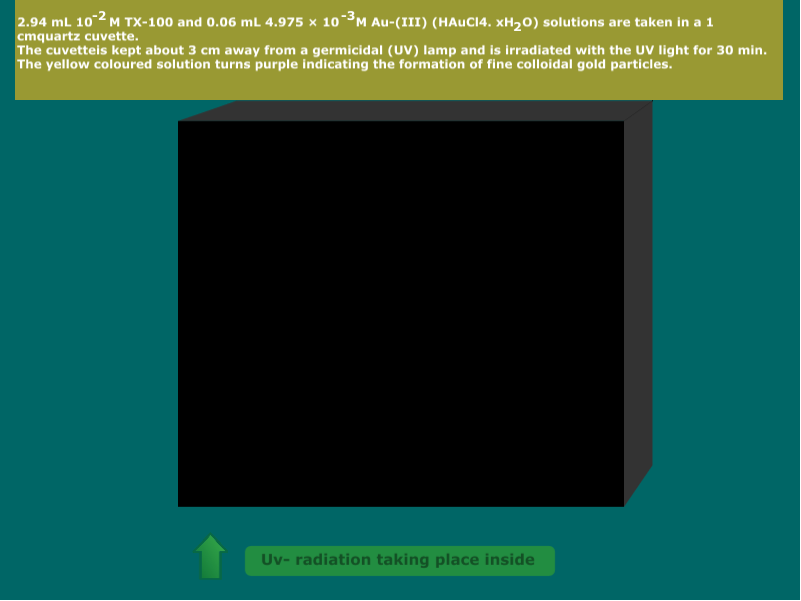 2.94 mL 10⁻² M TX-100 and 0.06 mL 4.975 × 10⁻³M Au-(III) (HAuCl4. xH₂O) solutions are taken in a 1
cmquartz cuvette.
The cuvetteis kept about 3 cm away from a germicidal (UV) lamp and is irradiated with the UV light for 30 min.
The yellow coloured solution turns purple indicating the formation of fine colloidal gold particles.
Uv- radiation taking place inside